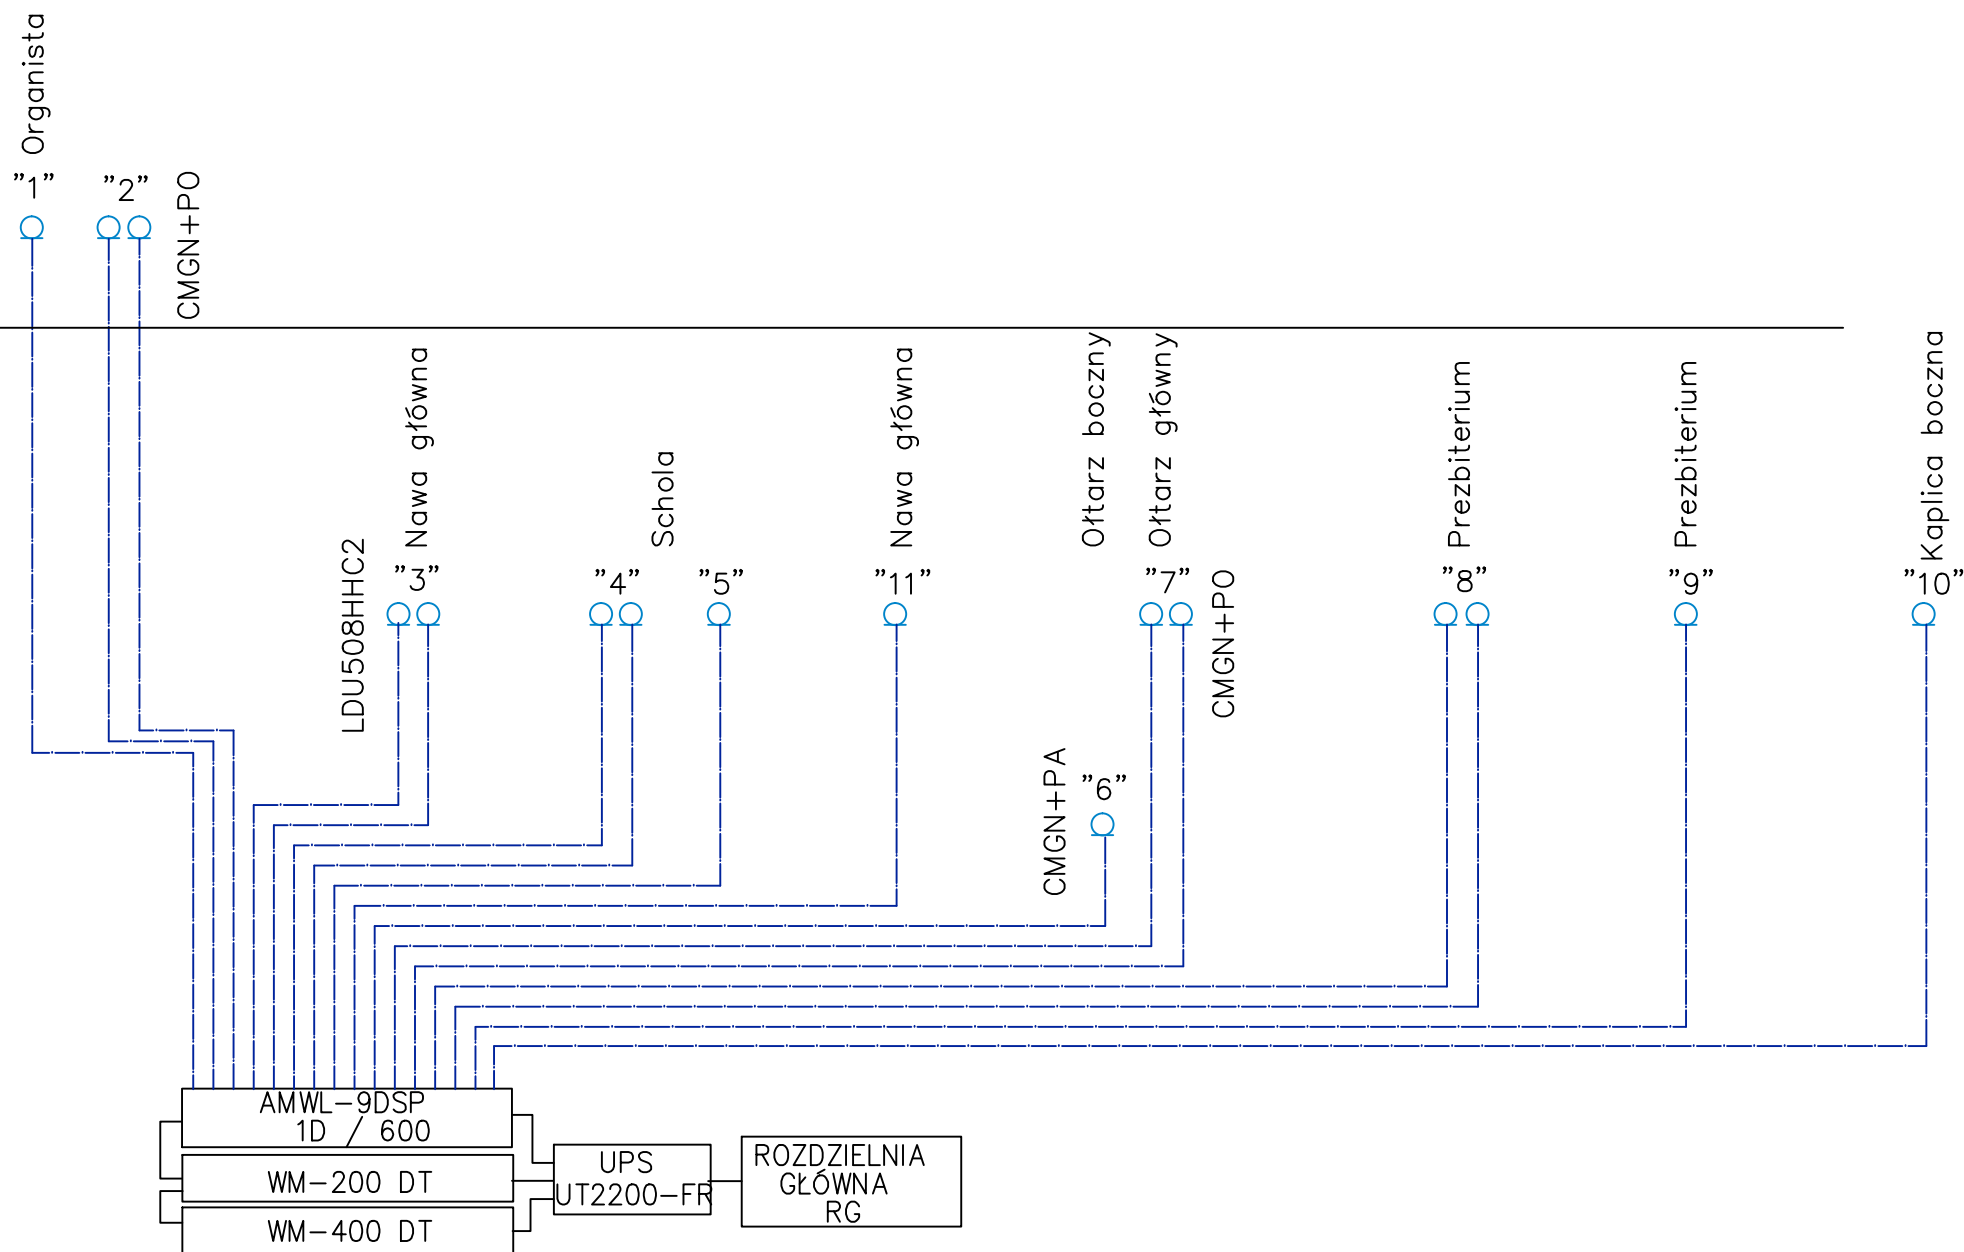 Organista
"1"
"2"
CMGN+PO
LDU508HHC2
Nawa główna
"3"
Schola
"4"
"5"
Nawa główna
"11"
Ołtarz boczny
Ołtarz główny
"7"
CMGN+PO
CMGN+PA
"6"
Prezbiterium
"8"
Prezbiterium
"9"
Kaplica boczna
"10"
AMWL-9DSP
1D / 600
WM-200 DT
WM-400 DT
UPS
UT2200-FR
ROZDZIELNIA
GŁÓWNA
RG